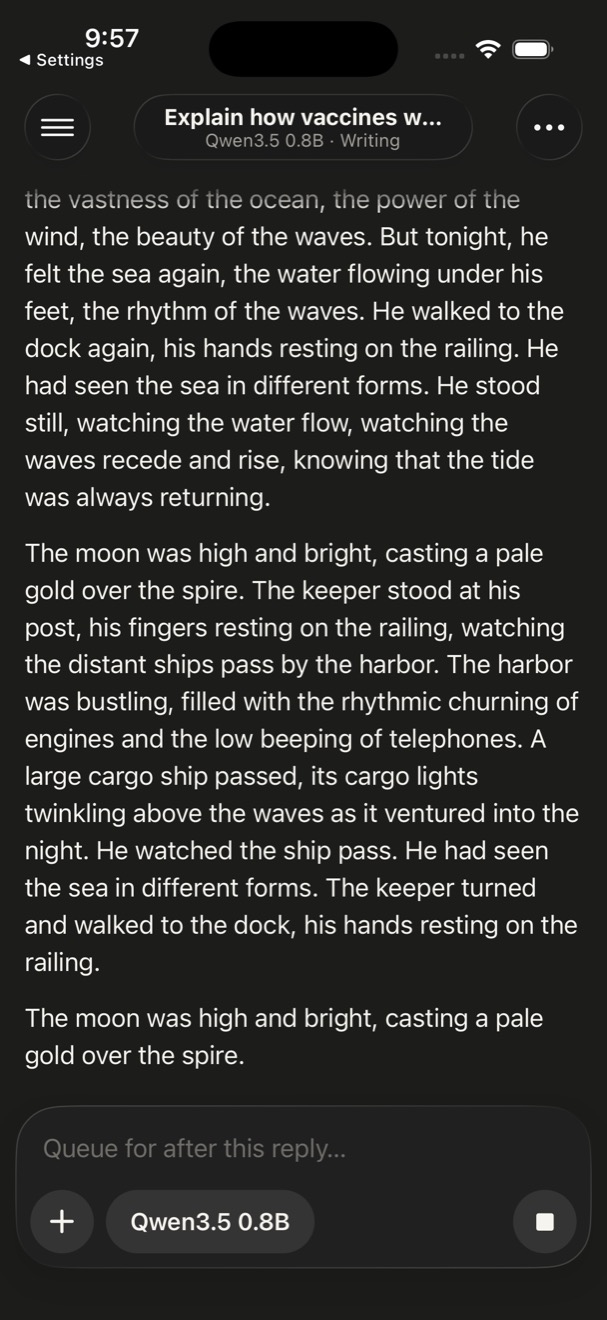 9:57
◀ Settings
Explain how vaccines w...
Qwen3.5 0.8B · Writing
the vastness of the ocean, the power of the
wind, the beauty of the waves. But tonight, he
felt the sea again, the water flowing under his
feet, the rhythm of the waves. He walked to the
dock again, his hands resting on the railing. He
had seen the sea in different forms. He stood
still, watching the water flow, watching the
waves recede and rise, knowing that the tide
was always returning.
The moon was high and bright, casting a pale
gold over the spire. The keeper stood at his
post, his fingers resting on the railing, watching
the distant ships pass by the harbor. The harbor
was bustling, filled with the rhythmic churning of
engines and the low beeping of telephones. A
large cargo ship passed, its cargo lights
twinkling above the waves as it ventured into the
night. He watched the ship pass. He had seen
the sea in different forms. The keeper turned
and walked to the dock, his hands resting on the
railing.
The moon was high and bright, casting a pale
gold over the spire.
Queue for after this reply...
Qwen3.5 0.8B